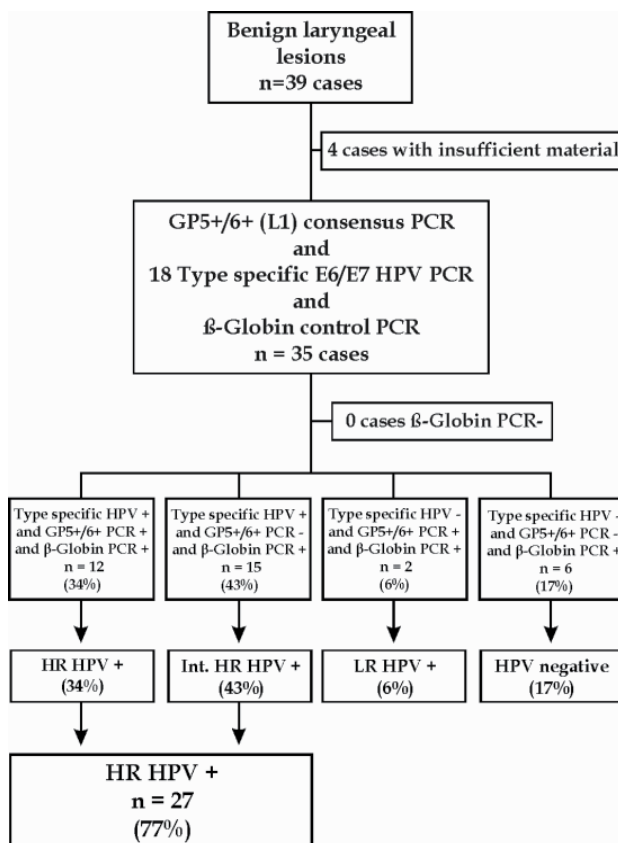 Benign laryngeal
lesions
n=39 cases
4 cases with insufficient material
GP5+/6+ (L1) consensus PCR
and
18 Type specific E6/E7 HPV PCR
and
ß-Globin control PCR
n = 35 cases
0 cases ß-Globin PCR-
Type specific HPV +
and GP5+/6+ PCR +
and β-Globin PCR +
n = 12
(34%)
Type specific HPV +
and GP5+/6+ PCR -
and β-Globin PCR +
n = 15
(43%)
Type specific HPV -
and GP5+/6+ PCR +
and β-Globin PCR +
n = 2
(6%)
Type specific HPV -
and GP5+/6+ PCR -
and β-Globin PCR +
n = 6
(17%)
HR HPV +
(34%)
Int. HR HPV +
(43%)
LR HPV +
(6%)
HPV negative
(17%)
HR HPV +
n = 27
(77%)